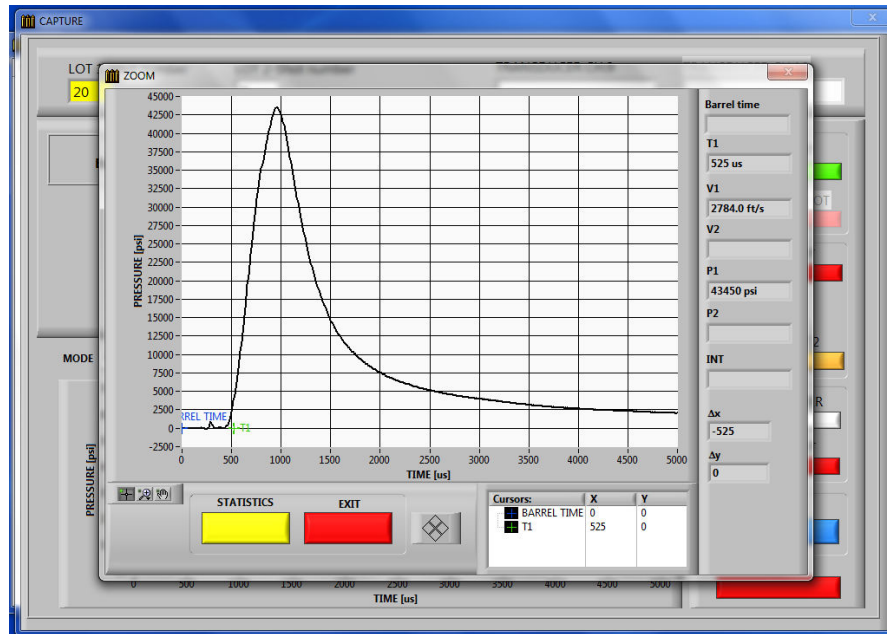 CAPTURE
LOT
20
ZOOM
45000
42500
40000
37500
35000
32500
30000
27500
25000
22500
20000
17500
15000
12500
10000
7500
5000
2500
0
-2500
PRESSURE [psi]
RREL TIME
T1
0 500 1000 1500 2000 2500 3000 3500 4000 4500 5000
TIME [us]
Barrel time
T1
525 us
V1
2784.0 ft/s
V2
P1
43450 psi
P2
INT
Δx
-525
Δy
0
STATISTICS
EXIT
Cursors: X Y
BARREL TIME 0 0
T1 525 0
MODE
OT
2
R
PRESSURE [psi]
0 500 1000 1500 2000 2500 3000 3500 4000 4500 5000
TIME [us]